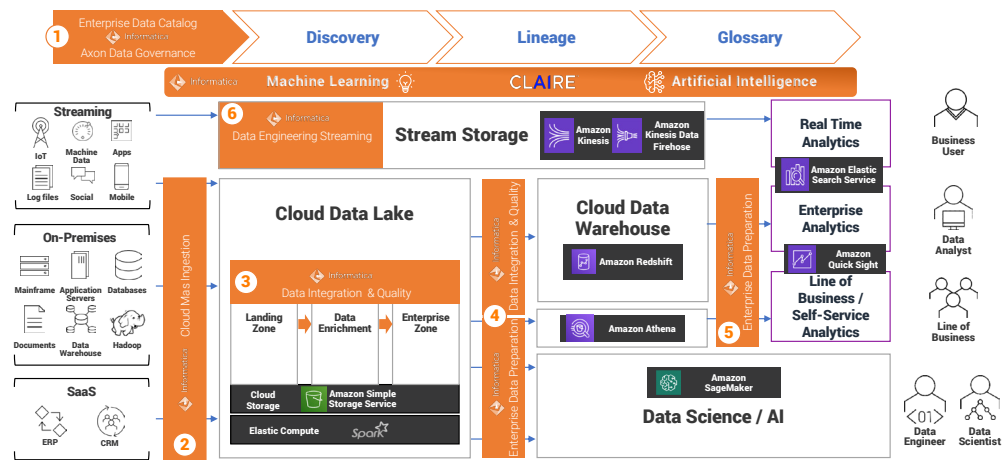 1
Enterprise Data Catalog
Informatica
Axon Data Governance
Discovery
Lineage
Glossary
Informatica
Machine Learning
CLAIRE
Artificial Intelligence
Streaming
IoT
Machine
Data
Apps
Log files
Social
Mobile
On-Premises
Mainframe
Application
Servers
Databases
Documents
Data
Warehouse
Hadoop
SaaS
ERP
CRM
Informatica
Cloud Mas Ingestion
2
6
Informatica
Data Engineering Streaming
Stream Storage
Amazon
Kinesis
Amazon
Kinesis Data
Firehose
Cloud Data Lake
3
Informatica
Data Integration & Quality
Landing
Zone
Data
Enrichment
Enterprise
Zone
Cloud
Storage
Amazon Simple
Storage Service
Elastic Compute
Spark
Informatica
Data Integration & Quality
4
Informatica
Enterprise Data Preparation
Cloud Data
Warehouse
Amazon Redshift
Amazon Athena
Amazon
SageMaker
Data Science / AI
Informatica
Enterprise Data Preparation
5
Real Time
Analytics
Amazon Elastic
Search Service
Enterprise
Analytics
Amazon
Quick Sight
Line of
Business /
Self-Service
Analytics
Business
User
Data
Analyst
Line of
Business
<01>
Data
Engineer
Data
Scientist